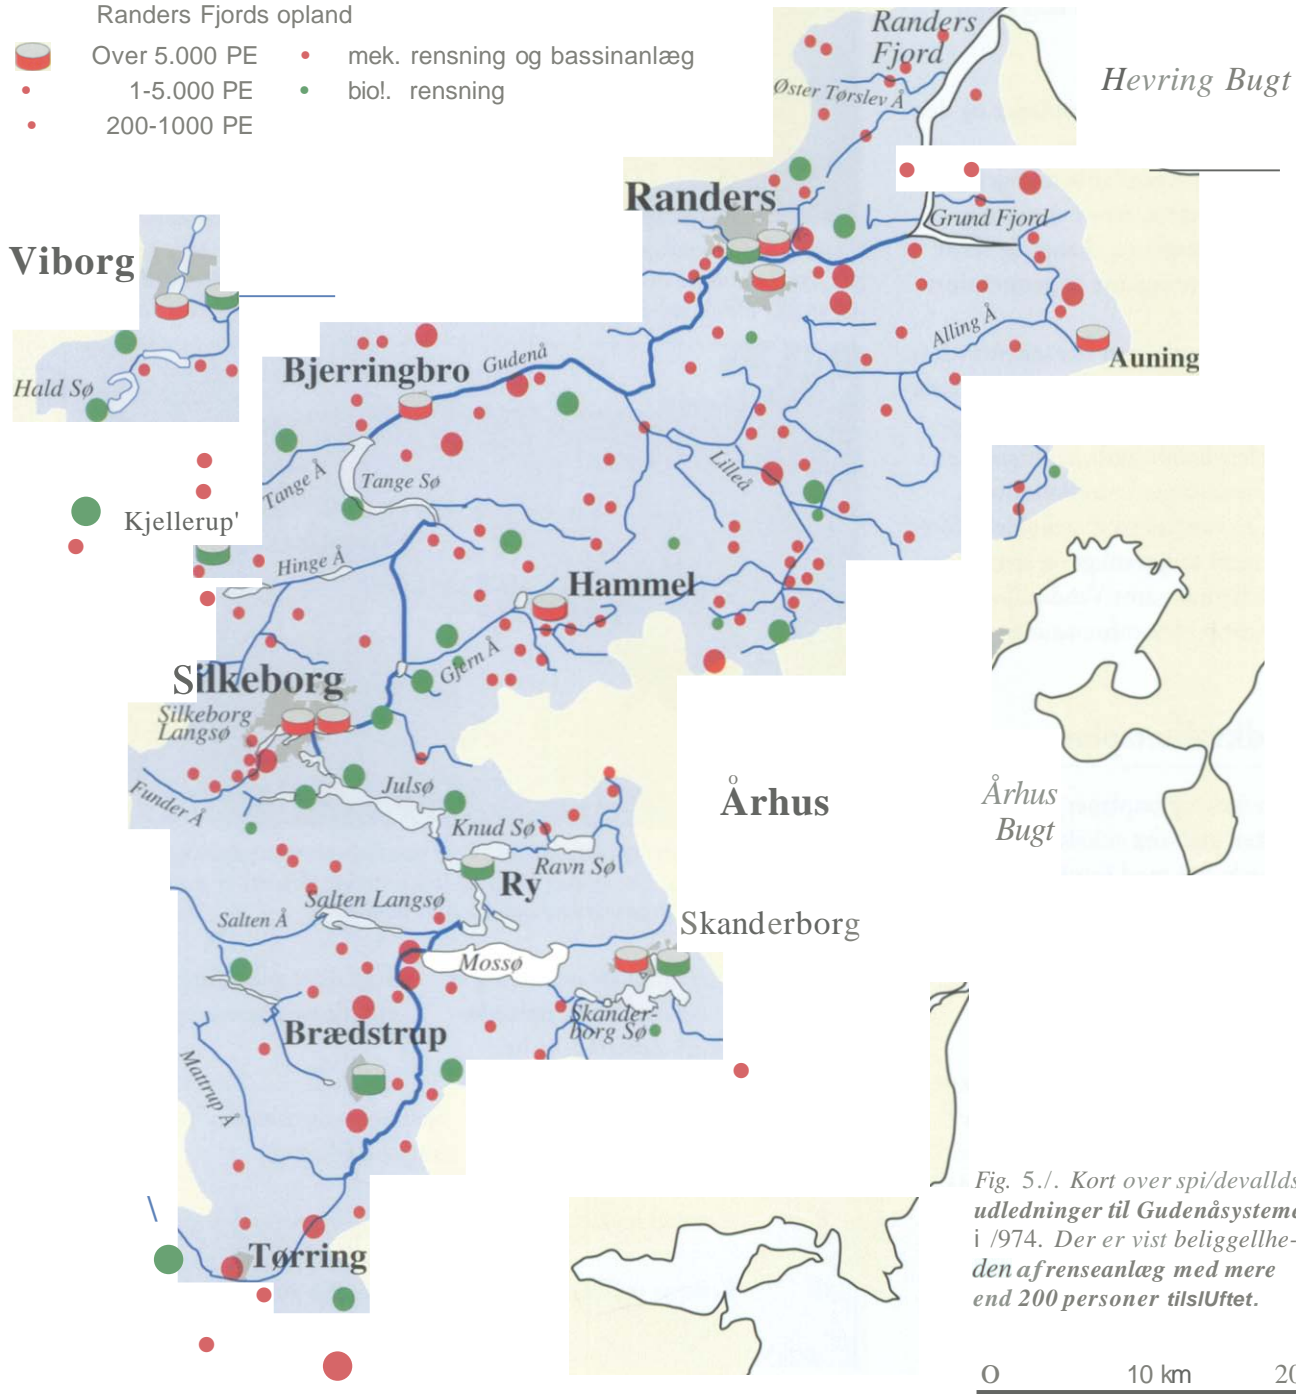 Randers Fjords opland
Over 5.000 PE
mek. rensning og bassinanlæg
1-5.000 PE
bio!. rensning
200-1000 PE
Randers
Fjord
Hevring Bugt
Øster Tørslev Å
Randers
Grund Fjord
Viborg
Alling Å
Auning
Gudenå
Bjerringbro
Hald Sø
Tange Å
Tange Sø
Lilleå
Kjellerup'
Hinge Å
Hammel
Gjern Å
Silkeborg
Silkeborg
Langsø
Julsø
Århus
Århus
Bugt
Funder Å
Knud Sø
Ravn Sø
Ry
Salten Langsø
Salten Å
Skanderborg
Mossø
Skander-
borg Sø
Brædstrup
Mattrup Å
Tørring
Fig. 5./. Kort over spi/devallds
udledninger til Gudenåsysteme
i /974. Der er vist beliggellhe-
den af renseanlæg med mere
end 200 personer tilslUftet.
O 10 km 20